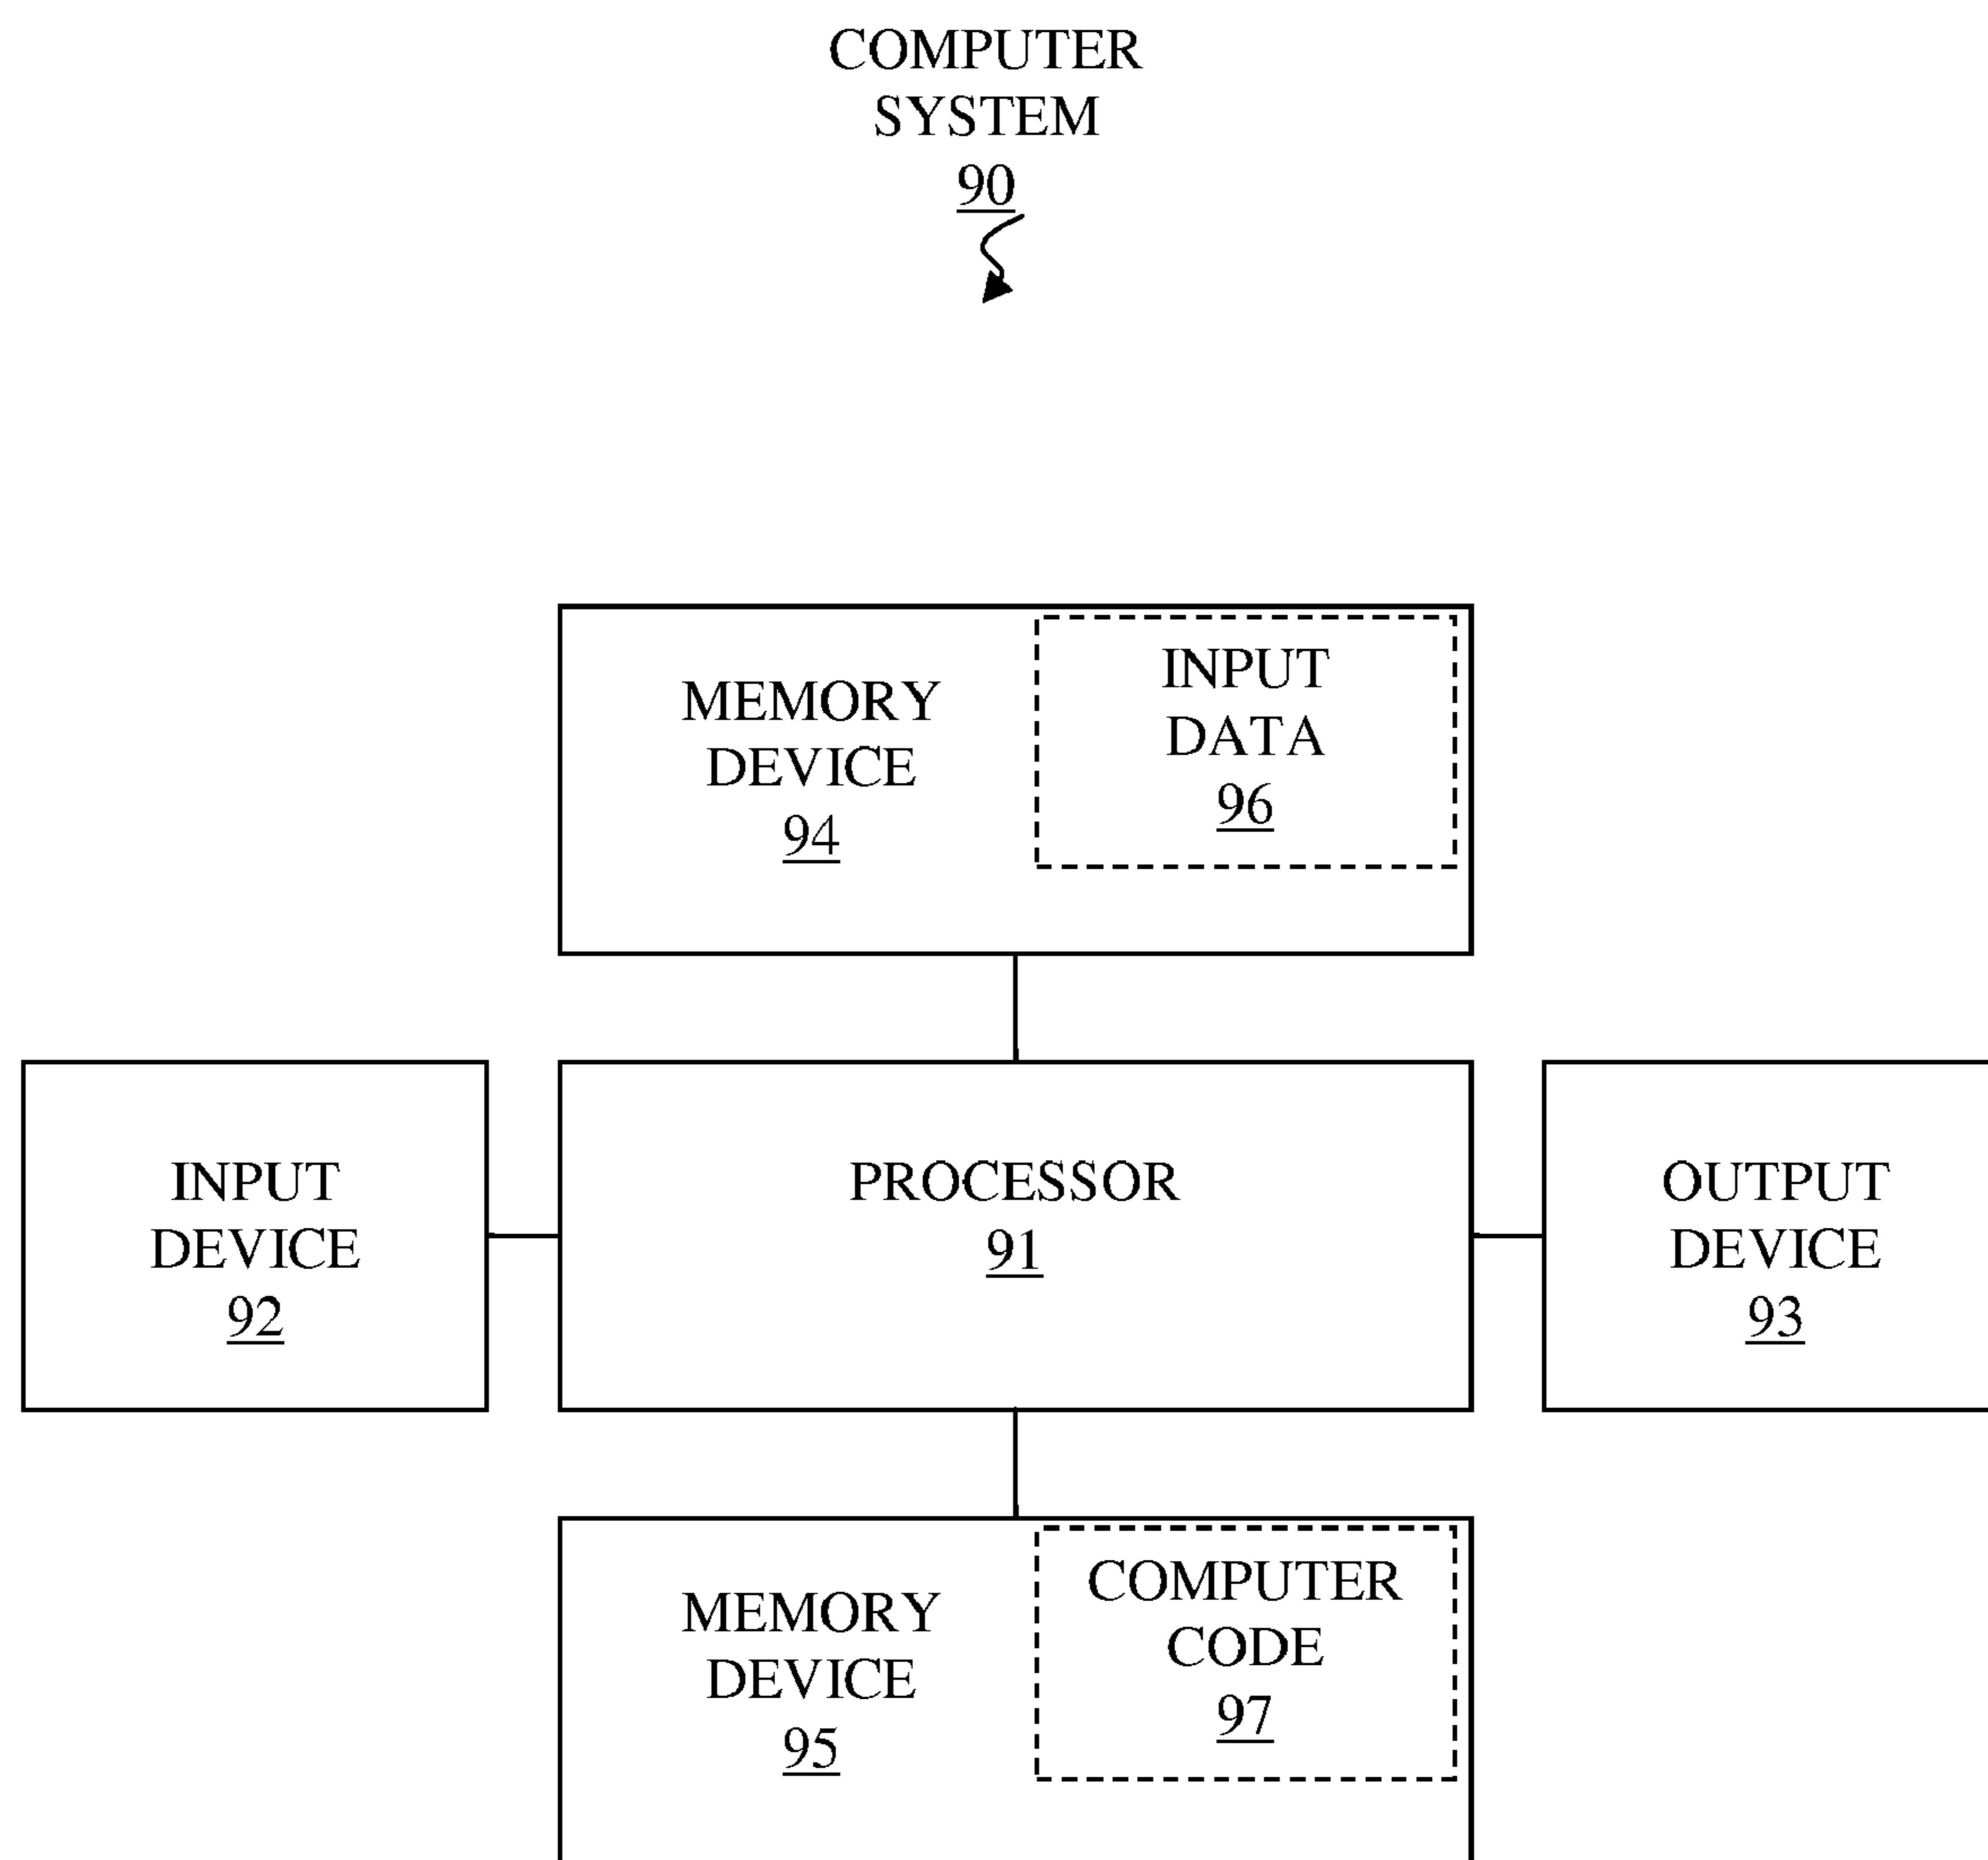 COMPUTER
SYSTEM
90
MEMORY
DEVICE
94
INPUT
DATA
96
INPUT
DEVICE
92
PROCESSOR
91
OUTPUT
DEVICE
93
MEMORY
DEVICE
95
COMPUTER
CODE
97